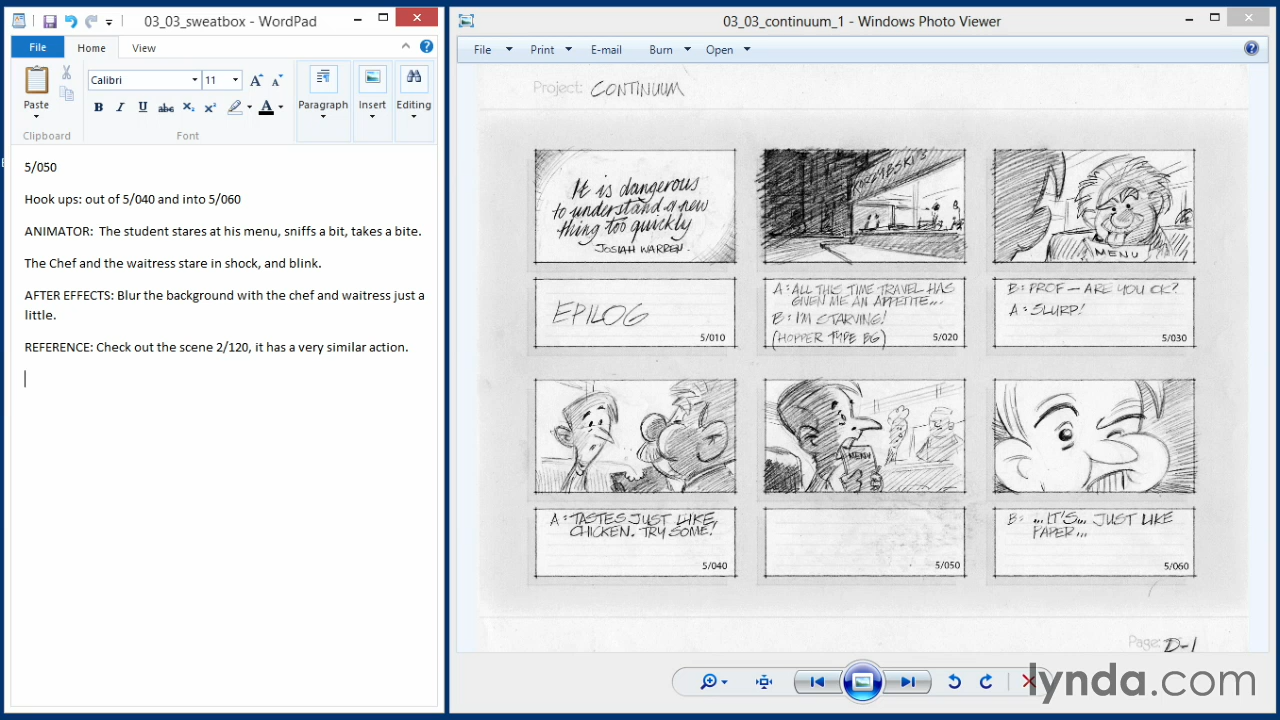 03_03_sweatbox - WordPad
File
Home
View
Paste
Clipboard
Calibri
11
A
A
B I U abc X2 X2
A
Font
Paragraph
Insert
Editing
5/050
Hook ups: out of 5/040 and into 5/060
ANIMATOR:  The student stares at his menu, sniffs a bit, takes a bite.
The Chef and the waitress stare in shock, and blink.
AFTER EFFECTS: Blur the background with the chef and waitress just a
little.
REFERENCE: Check out the scene 2/120, it has a very similar action.
03_03_continuum_1 - Windows Photo Viewer
File
Print
E-mail
Burn
Open
Project: CONTINUUM
It is dangerous
to understand a new
thing too quickly
JOSIAH WARREN.
EPILOG
5/010
A: ALL THIS TIME TRAVEL HAS
GIVEN ME AN APPETITE...
B: I'M STARVING!
(HOPPER TYPE BG)
5/020
MENU
B: PROF — ARE YOU OK?
A: SLURP!
5/030
A: TASTES JUST LIKE
CHICKEN. TRY SOME!
5/040
MENU
5/050
B: ...IT'S... JUST LIKE
PAPER...
5/060
Page: D-1
lynda.com